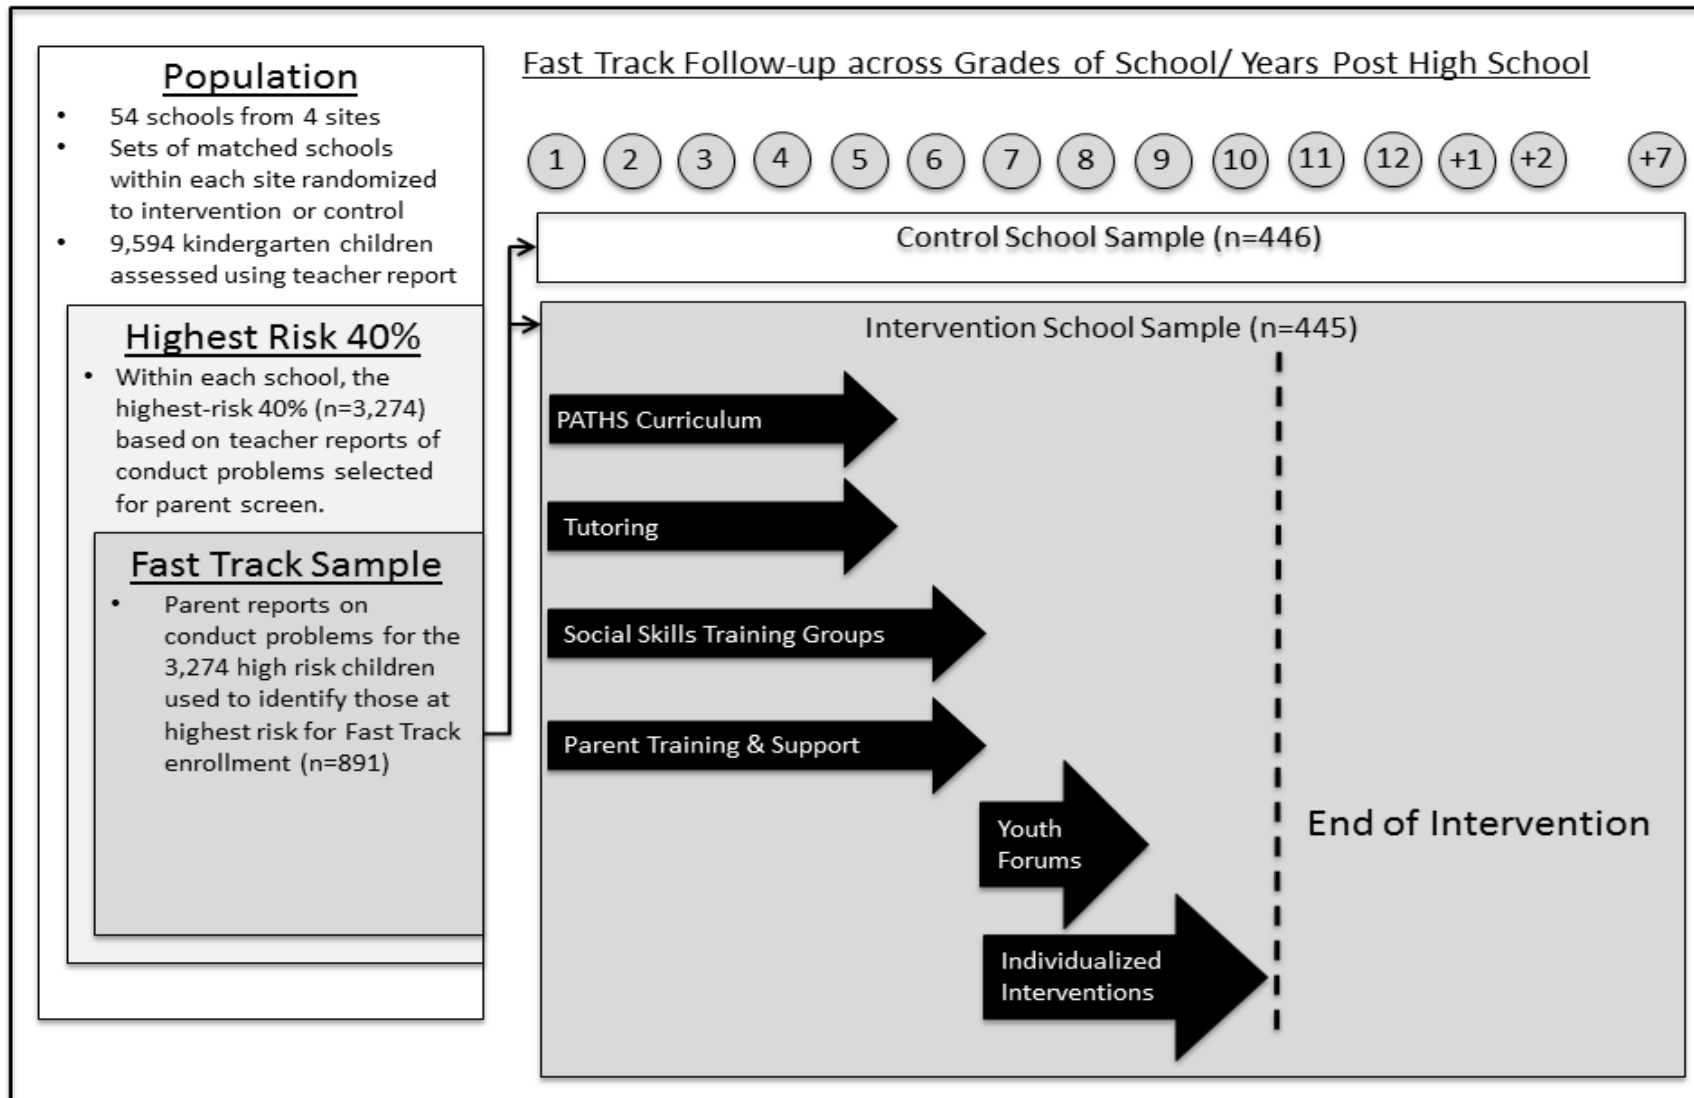 Population
• 54 schools from 4 sites
• Sets of matched schools
within each site randomized
to intervention or control
• 9,594 kindergarten children
assessed using teacher report
Highest Risk 40%
• Within each school, the
highest-risk 40% (n=3,274)
based on teacher reports of
conduct problems selected
for parent screen.
Fast Track Sample
• Parent reports on
conduct problems for the
3,274 high risk children
used to identify those at
highest risk for Fast Track
enrollment (n=891)
Fast Track Follow-up across Grades of School/ Years Post High School
1 2 3 4 5 6 7 8 9 10 11 12 +1 +2 +7
Control School Sample (n=446)
Intervention School Sample (n=445)
PATHS Curriculum
Tutoring
Social Skills Training Groups
Parent Training & Support
Youth
Forums
Individualized
Interventions
End of Intervention